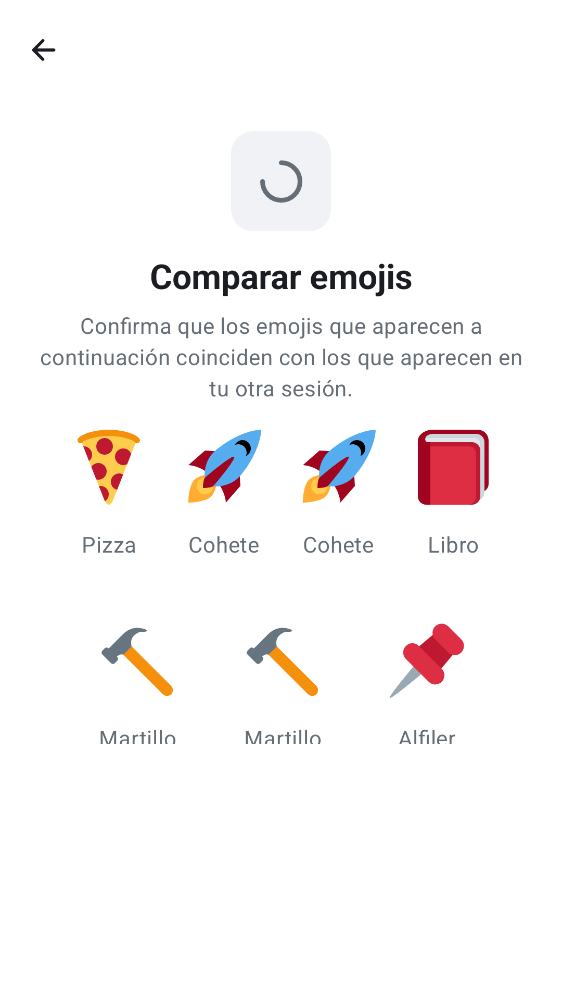 Comparar emojis
Confirma que los emojis que aparecen a
continuación coinciden con los que aparecen en
tu otra sesión.
Pizza Cohete Cohete Libro
Martillo Martillo Alfiler